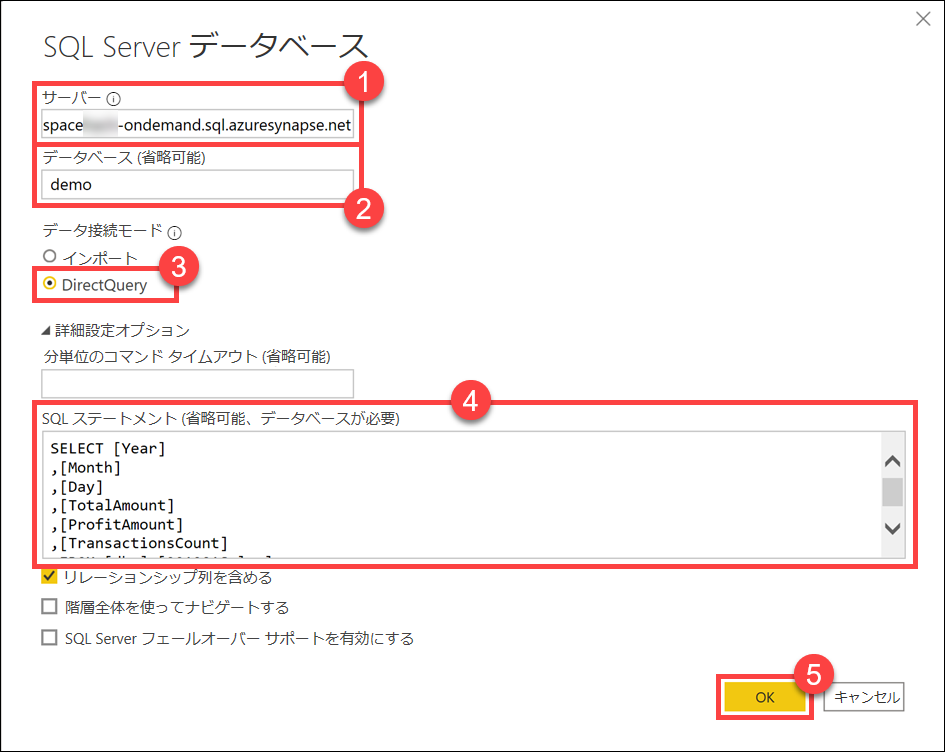 SQL Server データベース
1
サーバー
space -ondemand.sql.azuresynapse.net
データベース (省略可能)
demo
2
データ接続モード
インポート
3
DirectQuery
詳細設定オプション
分単位のコマンド タイムアウト (省略可能)
4
SQL ステートメント (省略可能、データベースが必要)
SELECT [Year]
,[Month]
,[Day]
,[TotalAmount]
,[ProfitAmount]
,[TransactionsCount]
リレーションシップ列を含める
階層全体を使ってナビゲートする
SQL Server フェールオーバー サポートを有効にする
5
OK
キャンセル